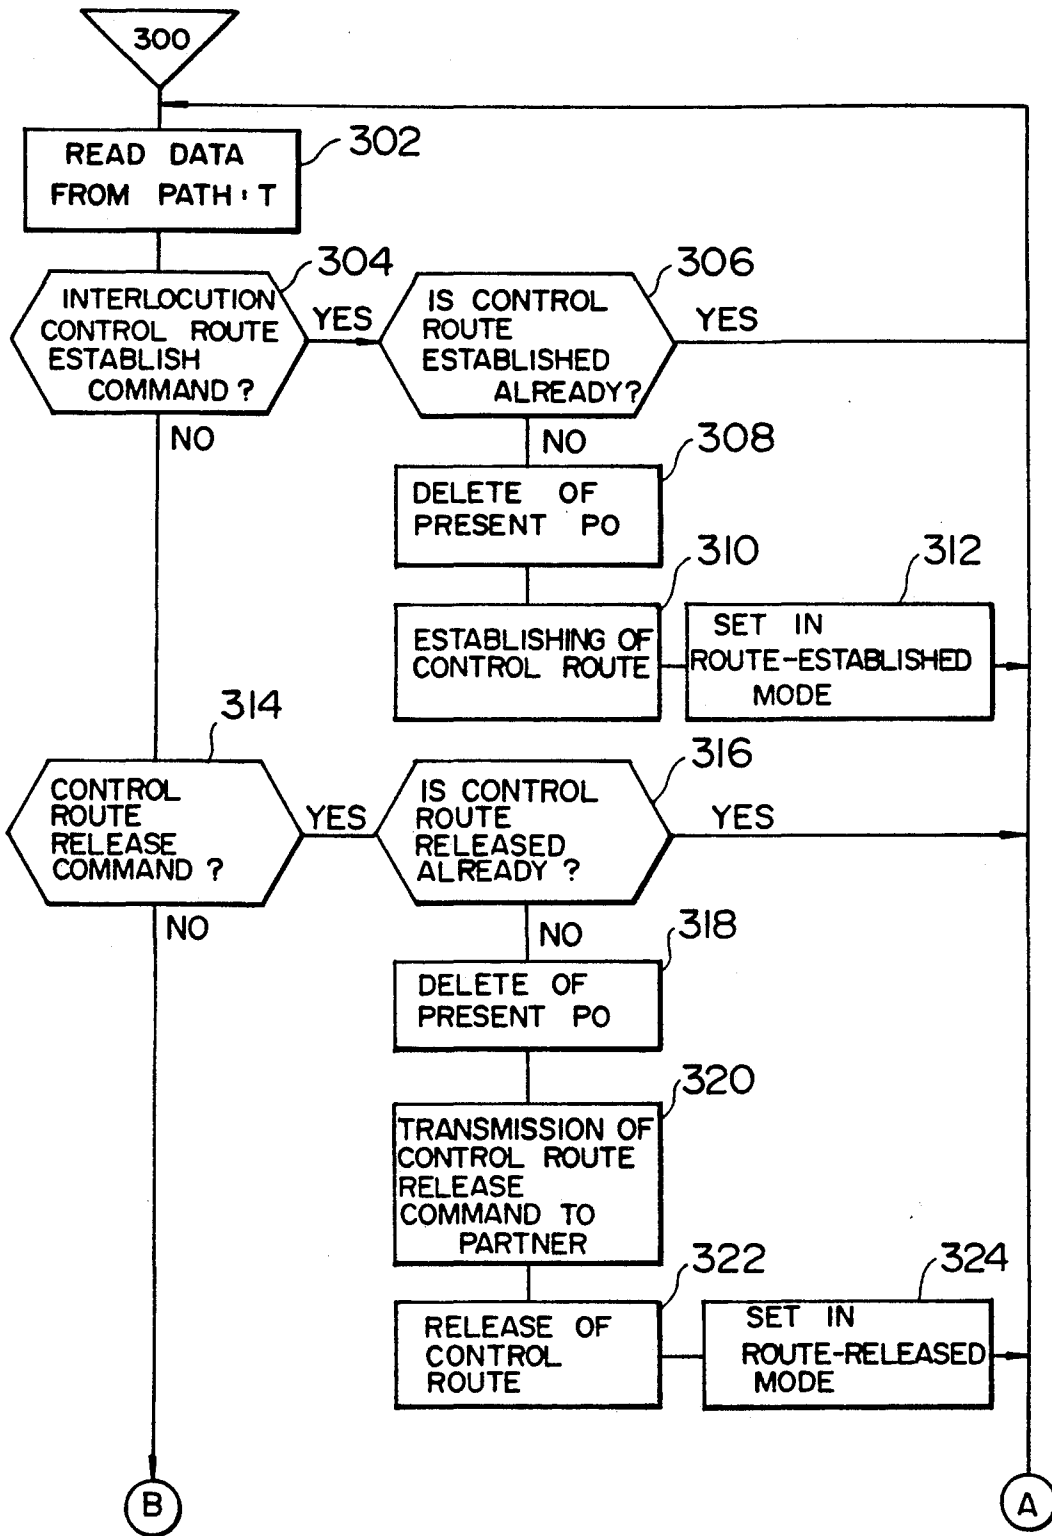 300
302
READ DATA
FROM PATH : T
304
INTERLOCUTION
CONTROL ROUTE
ESTABLISH
COMMAND ?
YES
NO
306
IS CONTROL
ROUTE
ESTABLISHED
ALREADY?
YES
NO
308
DELETE OF
PRESENT PO
310
ESTABLISHING OF
CONTROL ROUTE
312
SET IN
ROUTE-ESTABLISHED
MODE
314
CONTROL
ROUTE
RELEASE
COMMAND ?
YES
NO
316
IS CONTROL
ROUTE
RELEASED
ALREADY ?
YES
NO
318
DELETE OF
PRESENT PO
320
TRANSMISSION OF
CONTROL ROUTE
RELEASE
COMMAND TO
PARTNER
322
RELEASE OF
CONTROL
ROUTE
324
SET IN
ROUTE-RELEASED
MODE
B
A